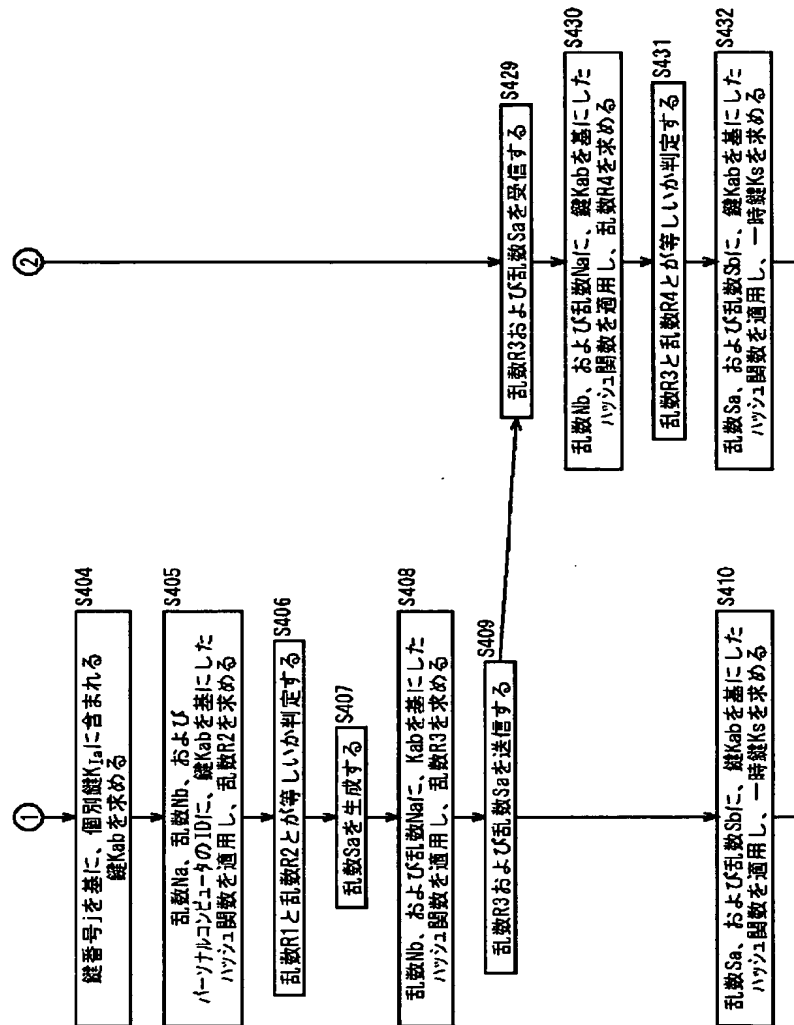 ①
S404
鍵番号jを基に、個別鍵KIaに含まれる
鍵Kabを求める
S405
乱数Na、乱数Nb、および
パーソナルコンピュータのIDに、鍵Kabを基にした
ハッシュ関数を適用し、乱数R2を求める
S406
乱数R1と乱数R2とが等しいか判定する
S407
乱数Saを生成する
S408
乱数Nb、および乱数Naに、Kabを基にした
ハッシュ関数を適用し、乱数R3を求める
S409
乱数R3および乱数Saを送信する
S410
乱数Sa、および乱数Sbに、鍵Kabを基にした
ハッシュ関数を適用し、一時鍵Ksを求める
②
S429
乱数R3および乱数Saを受信する
S430
乱数Nb、および乱数Naに、鍵Kabを基にした
ハッシュ関数を適用し、乱数R4を求める
S431
乱数R3と乱数R4とが等しいか判定する
S432
乱数Sa、および乱数Sbに、鍵Kabを基にした
ハッシュ関数を適用し、一時鍵Ksを求める